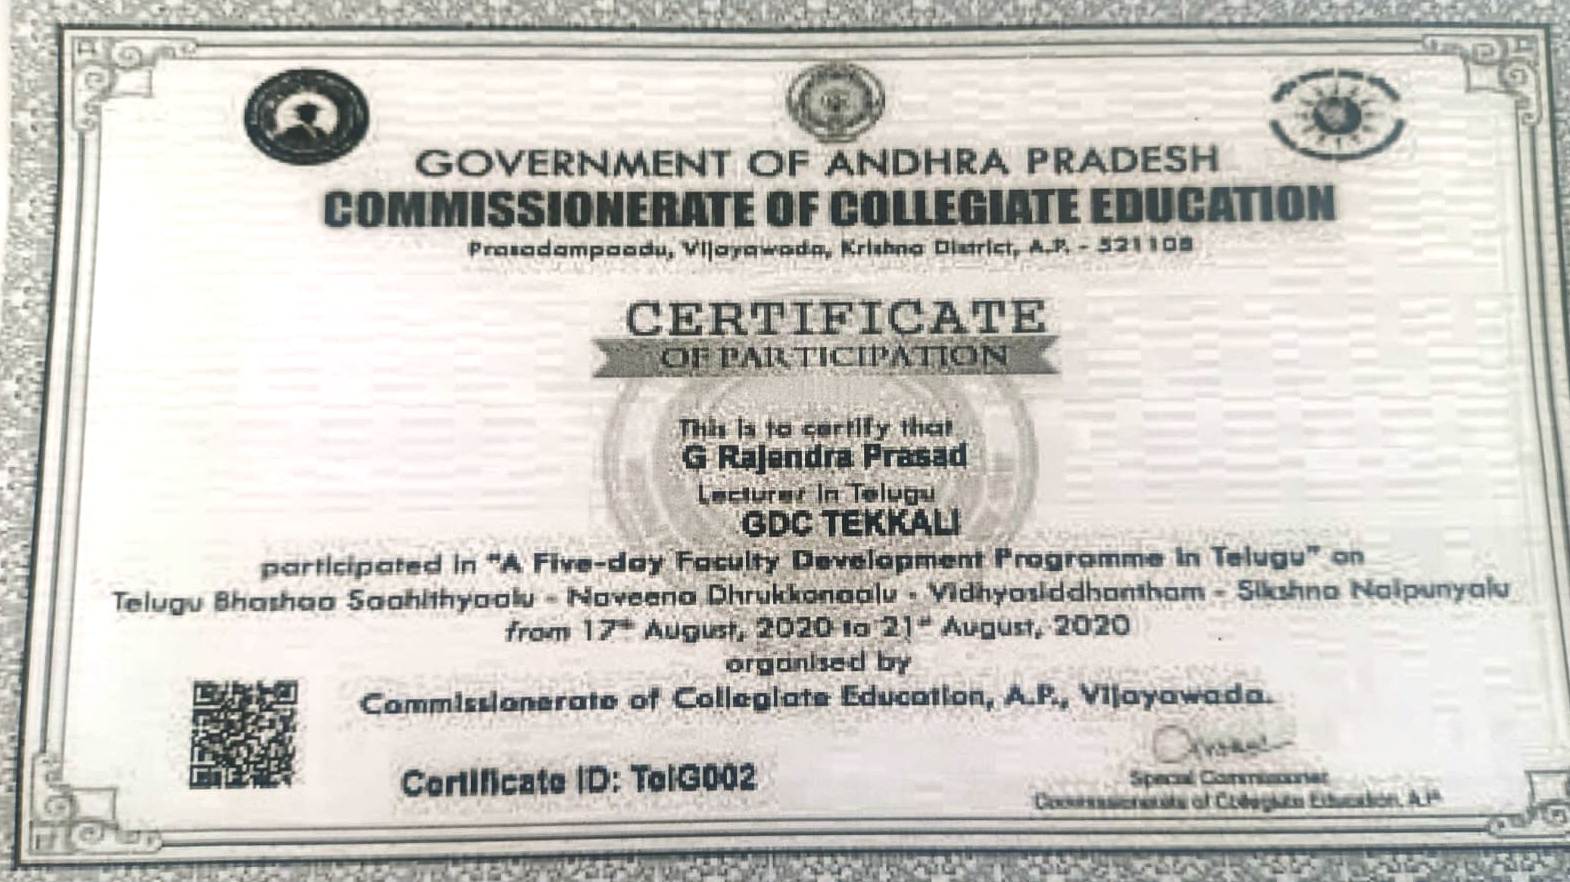 GOVERNMENT OF ANDHRA PRADESH
COMMISSIONERATE OF COLLEGIATE EDUCATION
Prasadampaadu, Vijayawada, Krishna District, A.P. - 521108
CERTIFICATE
OF PARTICIPATION
This is to certify that
G Rajendra Prasad
Lecturer in Telugu
GDC TEKKALI
participated in "A Five-day Faculty Development Programme in Telugu" on
Telugu Bhashaa Saahithyaalu - Naveena Dhrukkonaalu - Vidhyasiddhantham - Sikshna Naipunyalu
from 17th August, 2020 to 21st August, 2020
organised by
Commissionerate of Collegiate Education, A.P., Vijayawada.
Certificate ID: TelG002
Special Commissioner
Commissionerate of Collegiate Education, A.P.